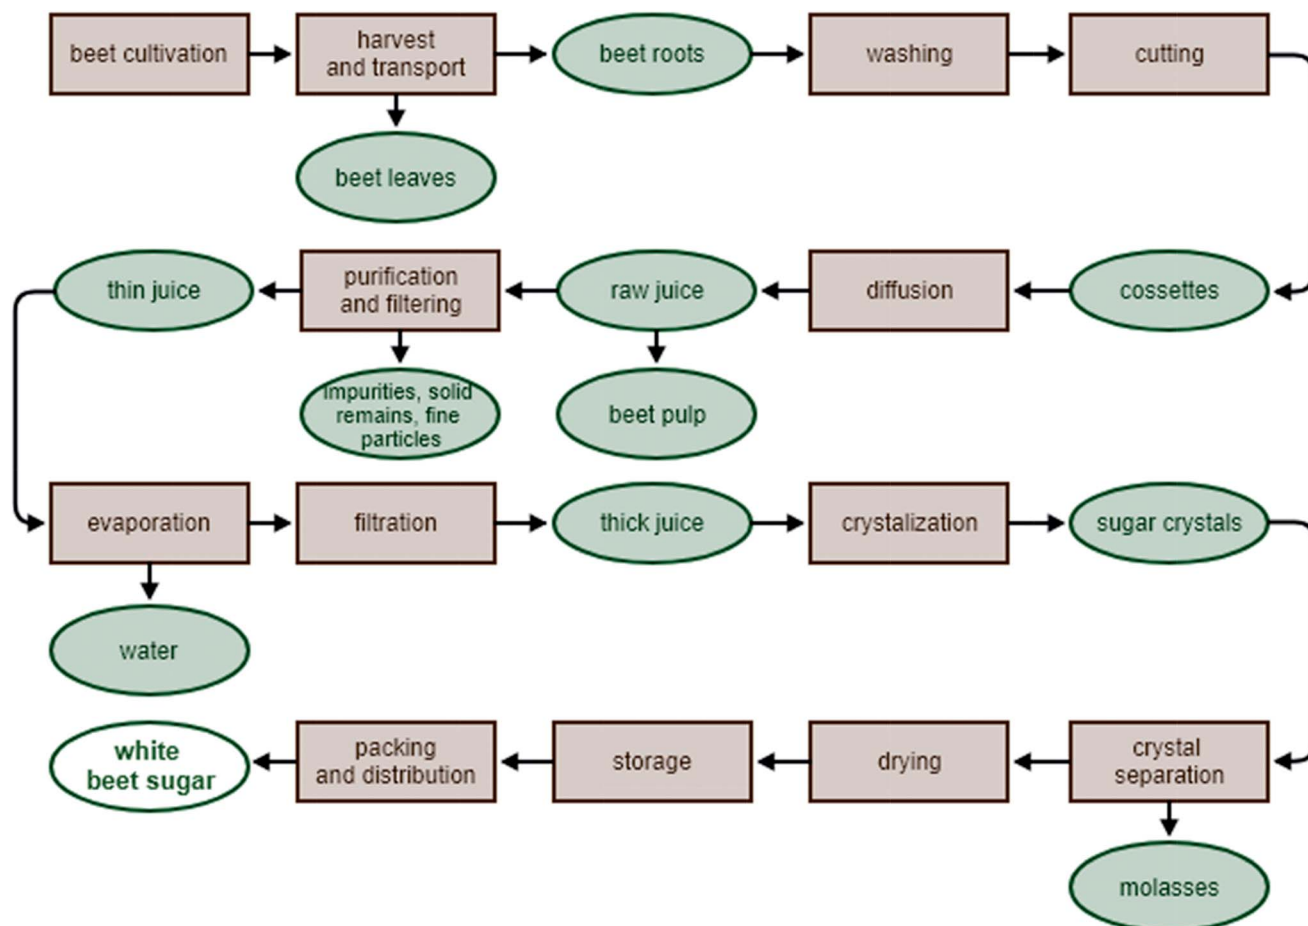 beet cultivation
harvest
and transport
beet roots
washing
cutting
beet leaves
thin juice
purification
and filtering
raw juice
diffusion
cossettes
impurities, solid
remains, fine
particles
beet pulp
evaporation
filtration
thick juice
crystalization
sugar crystals
water
white
beet sugar
packing
and distribution
storage
drying
crystal
separation
molasses